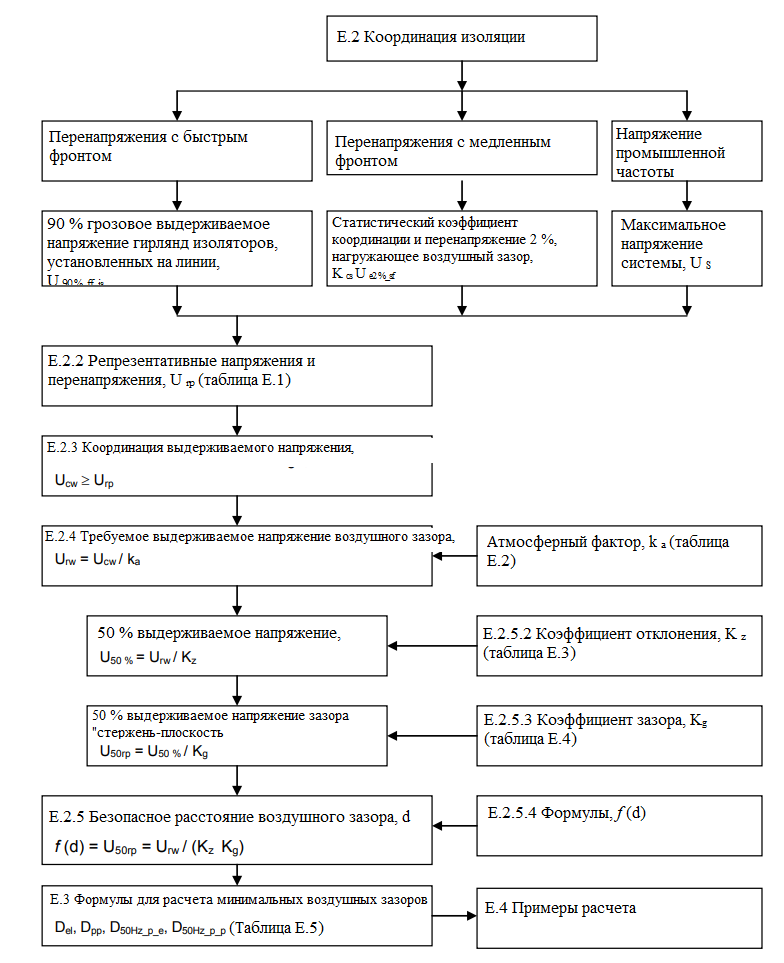 Е.2 Координация изоляции
Перенапряжения с быстрым
фронтом
Перенапряжения с медленным
фронтом
Напряжение
промышленной
частоты
90 % грозовое выдерживаемое
напряжение гирлянд изоляторов,
установленных на линии,
U 90% ff is
Статистический коэффициент
координации и перенапряжение 2 %,
нагружающее воздушный зазор,
K cs U e2%_sf
Максимальное
напряжение
системы, U S
Е.2.2 Репрезентативные напряжения и
перенапряжения, U rp (таблица Е.1)
Е.2.3 Координация выдерживаемого напряжения,
Ucw ≥ Urp
Е.2.4 Требуемое выдерживаемое напряжение воздушного зазора,
Urw = Ucw / ka
Атмосферный фактор, k a (таблица
Е.2)
50 % выдерживаемое напряжение,
U50 % = Urw / Kz
Е.2.5.2 Коэффициент отклонения, K z
(таблица Е.3)
50 % выдерживаемое напряжение зазора
"стержень-плоскость
U50rp = U50 % / Kg
Е.2.5.3 Коэффициент зазора, Kg
(таблица Е.4)
Е.2.5 Безопасное расстояние воздушного зазора, d
f (d) = U50rp = Urw / (Kz Kg)
Е.2.5.4 Формулы, f (d)
Е.3 Формулы для расчета минимальных воздушных зазоров
Del, Dpp, D50Hz_p_e, D50Hz_p_p (Таблица Е.5)
Е.4 Примеры расчета